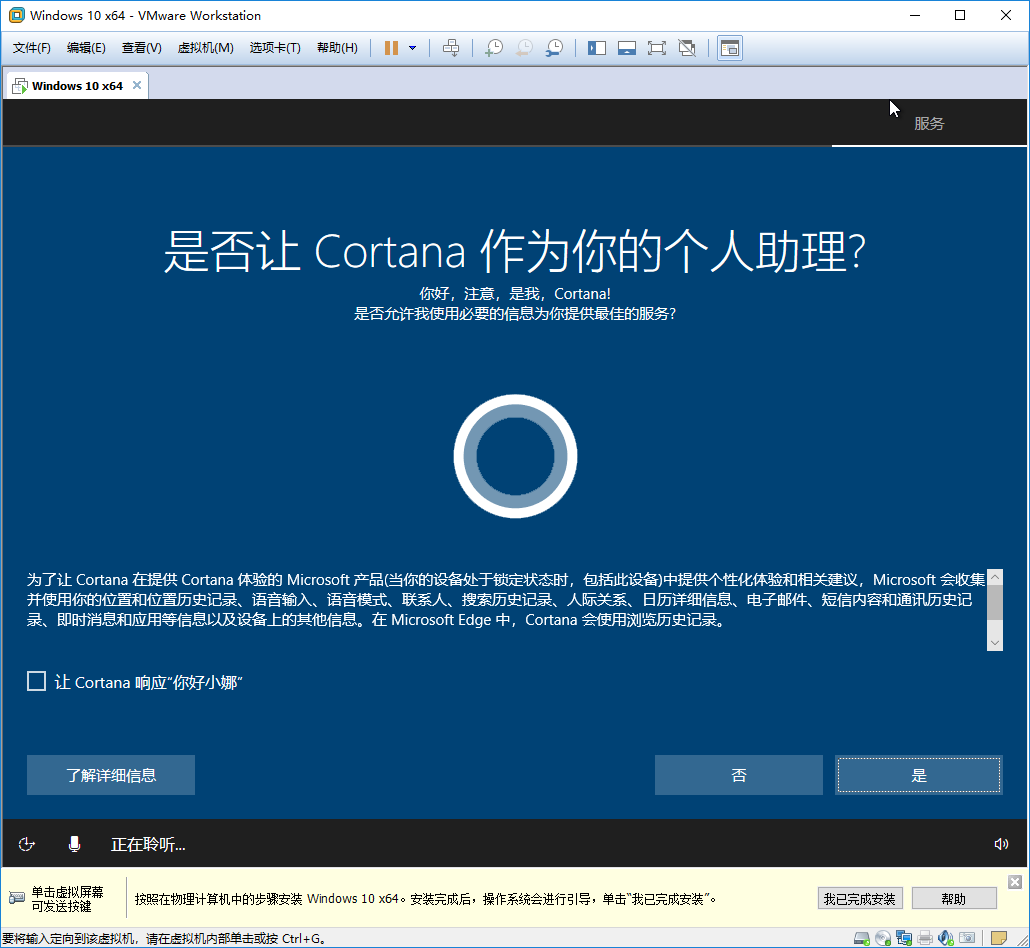 Windows 10 x64 - VMware Workstation
文件(F) 编辑(E) 查看(V) 虚拟机(M) 选项卡(T) 帮助(H)
Windows 10 x64
服务
是否让 Cortana 作为你的个人助理?
你好，注意，是我，Cortana!
是否允许我使用必要的信息为你提供最佳的服务?
为了让 Cortana 在提供 Cortana 体验的 Microsoft 产品(当你的设备处于锁定状态时，包括此设备)中提供个性化体验和相关建议，Microsoft 会收集
并使用你的位置和位置历史记录、语音输入、语音模式、联系人、搜索历史记录、人际关系、日历详细信息、电子邮件、短信内容和通讯历史记
录、即时消息和应用等信息以及设备上的其他信息。在 Microsoft Edge 中，Cortana 会使用浏览历史记录。
让 Cortana 响应“你好小娜”
了解详细信息 否 是
正在聆听...
单击虚拟屏幕
可发送按键
按照在物理计算机中的步骤安装 Windows 10 x64。安装完成后，操作系统会进行引导，单击“我已完成安装”。
我已完成安装 帮助
要将输入定向到该虚拟机，请在虚拟机内部单击或按 Ctrl+G。